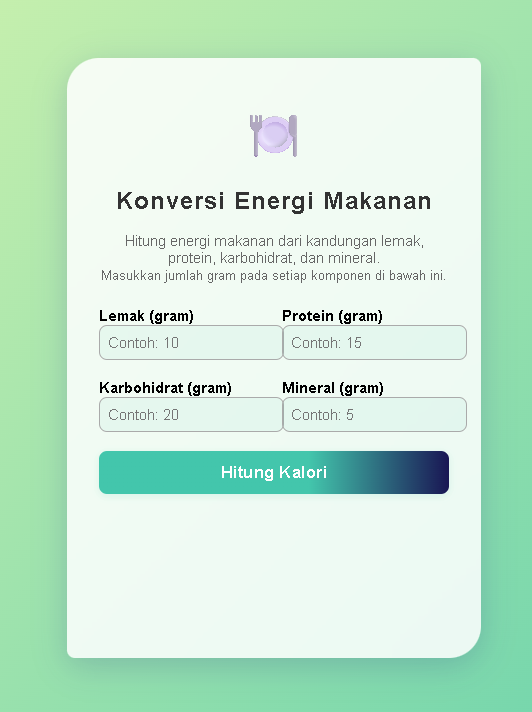 Konversi Energi Makanan
Hitung energi makanan dari kandungan lemak,
protein, karbohidrat, dan mineral.
Masukkan jumlah gram pada setiap komponen di bawah ini.
Lemak (gram) Protein (gram)
Contoh: 10 Contoh: 15
Karbohidrat (gram) Mineral (gram)
Contoh: 20 Contoh: 5
Hitung Kalori